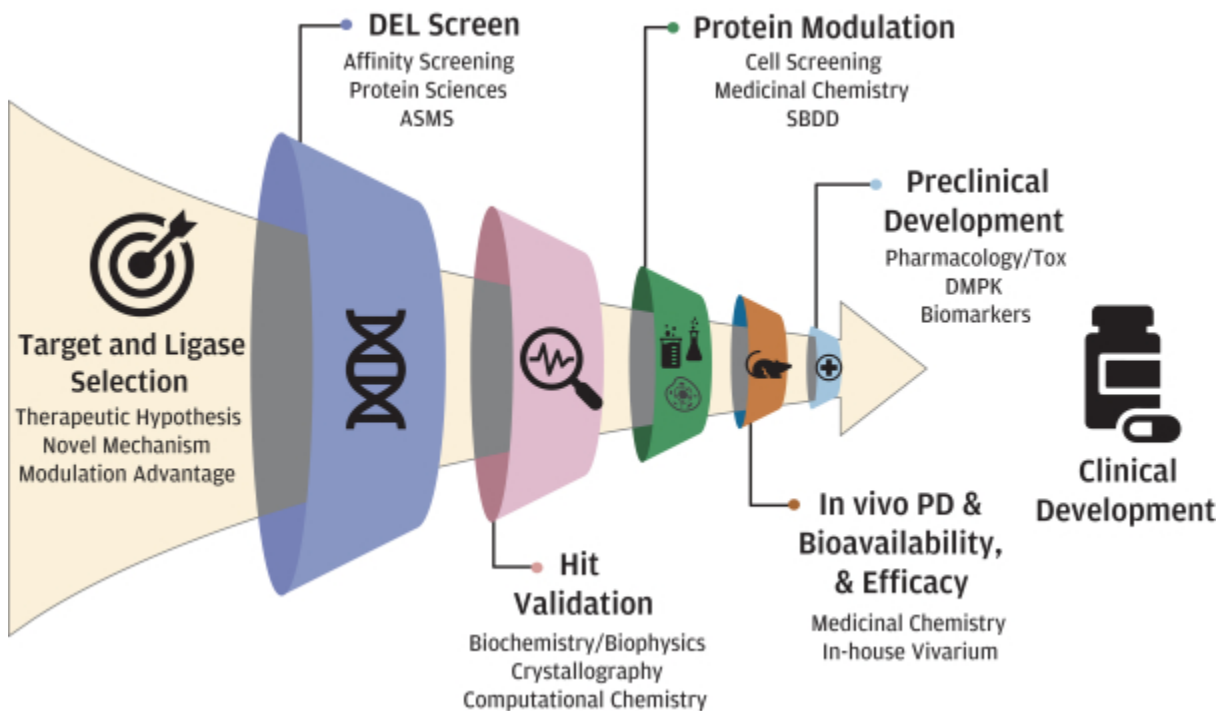 DEL Screen
Affinity Screening
Protein Sciences
ASMS
Protein Modulation
Cell Screening
Medicinal Chemistry
SBDD
Preclinical
Development
Pharmacology/Tox
DMPK
Biomarkers
Target and Ligase
Selection
Therapeutic Hypothesis
Novel Mechanism
Modulation Advantage
Hit
Validation
Biochemistry/Biophysics
Crystallography
Computational Chemistry
In vivo PD &
Bioavailability,
& Efficacy
Medicinal Chemistry
In-house Vivarium
Clinical
Development